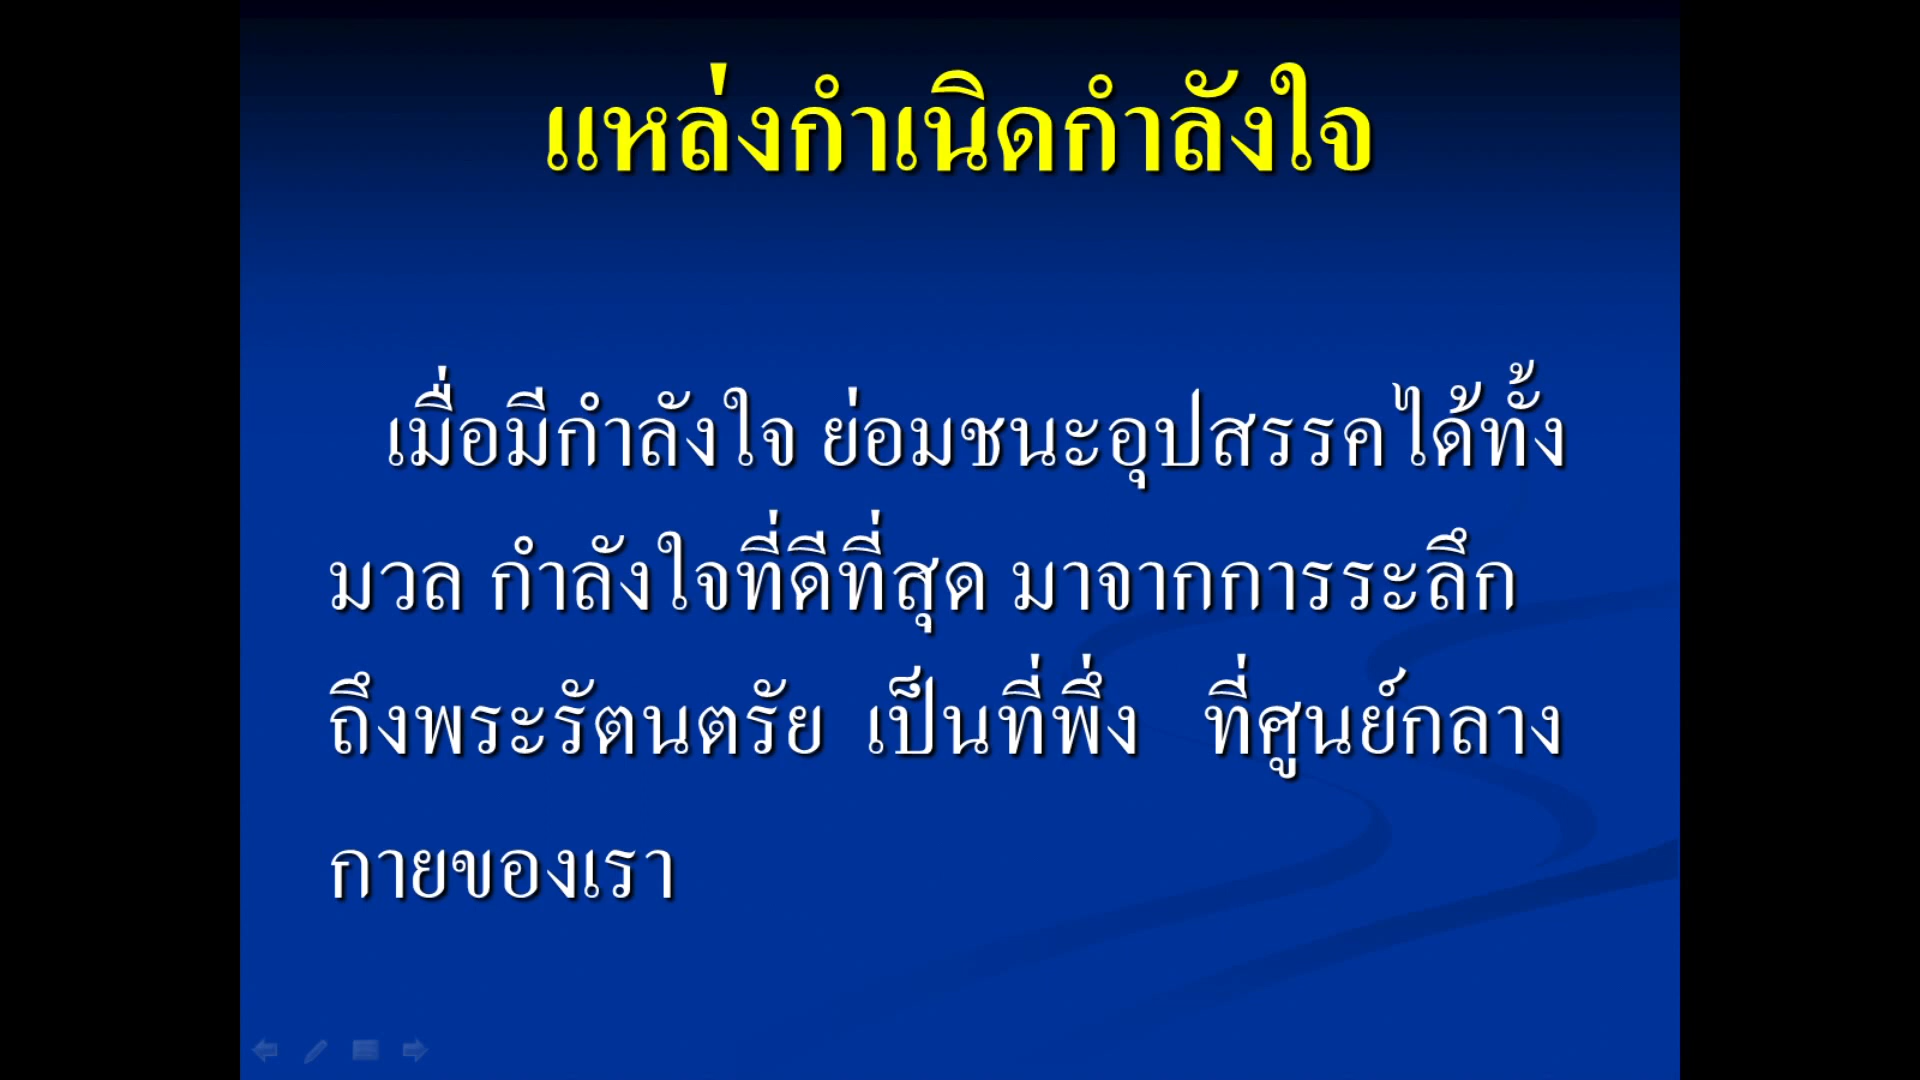 แหล่งกำเนิดกำลังใจ
เมื่อมีกำลังใจ ย่อมชนะอุปสรรคได้ทั้ง
มวล กำลังใจที่ดีที่สุด มาจากการระลึก
ถึงพระรัตนตรัย เป็นที่พึ่ง ที่ศูนย์กลาง
กายของเรา